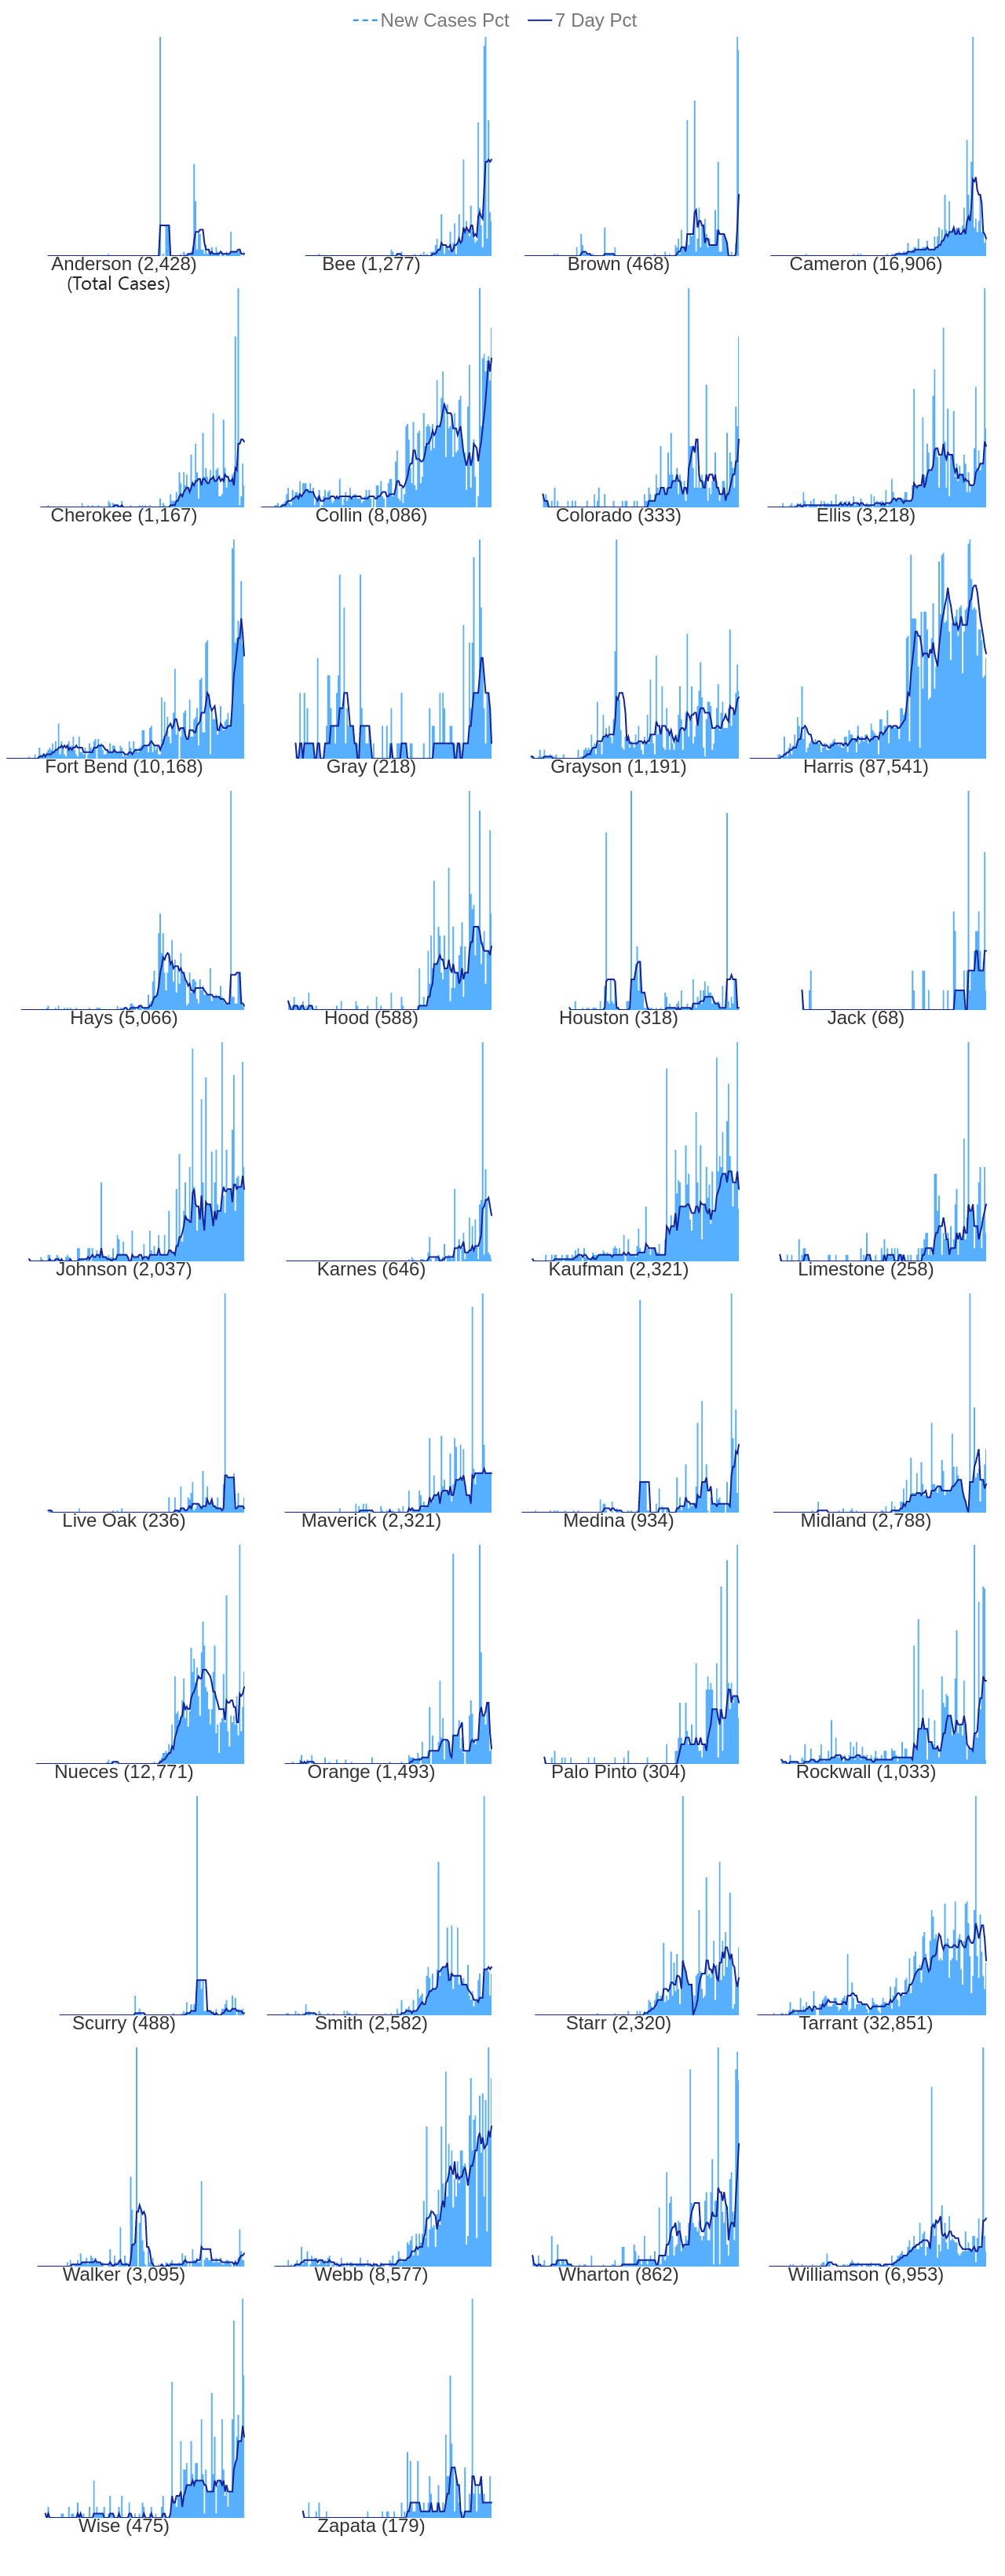 New Cases Pct 7 Day Pct
Anderson (2,428) Bee (1,277) Brown (468) Cameron (16,906)
(Total Cases)
Cherokee (1,167) Collin (8,086) Colorado (333) Ellis (3,218)
Fort Bend (10,168) Gray (218) Grayson (1,191) Harris (87,541)
Hays (5,066) Hood (588) Houston (318) Jack (68)
Johnson (2,037) Karnes (646) Kaufman (2,321) Limestone (258)
Live Oak (236) Maverick (2,321) Medina (934) Midland (2,788)
Nueces (12,771) Orange (1,493) Palo Pinto (304) Rockwall (1,033)
Scurry (488) Smith (2,582) Starr (2,320) Tarrant (32,851)
Walker (3,095) Webb (8,577) Wharton (862) Williamson (6,953)
Wise (475) Zapata (179)